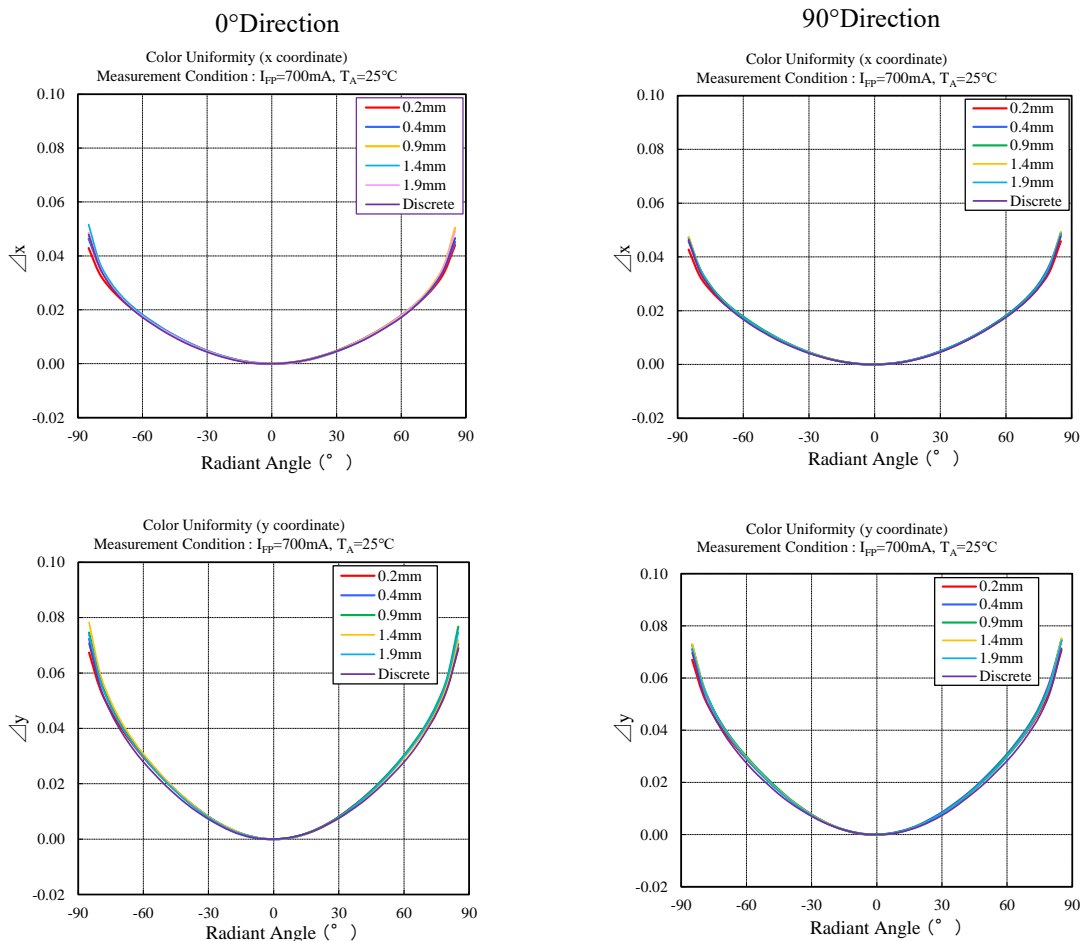 0°Direction
Color Uniformity (x coordinate)
Measurement Condition : IFP=700mA, TA=25℃
0.10
0.08
0.06
0.04
0.02
0.00
-0.02
⊿x
0.2mm
0.4mm
0.9mm
1.4mm
1.9mm
Discrete
-90
-60
-30
0
30
60
90
Radiant Angle (° )
90°Direction
Color Uniformity (x coordinate)
Measurement Condition : IFP=700mA, TA=25℃
0.10
0.08
0.06
0.04
0.02
0.00
-0.02
⊿x
0.2mm
0.4mm
0.9mm
1.4mm
1.9mm
Discrete
-90
-60
-30
0
30
60
90
Radiant Angle (° )
Color Uniformity (y coordinate)
Measurement Condition : IFP=700mA, TA=25℃
0.10
0.08
0.06
0.04
0.02
0.00
-0.02
⊿y
0.2mm
0.4mm
0.9mm
1.4mm
1.9mm
Discrete
-90
-60
-30
0
30
60
90
Radiant Angle (° )
Color Uniformity (y coordinate)
Measurement Condition : IFP=700mA, TA=25℃
0.10
0.08
0.06
0.04
0.02
0.00
-0.02
⊿y
0.2mm
0.4mm
0.9mm
1.4mm
1.9mm
Discrete
-90
-60
-30
0
30
60
90
Radiant Angle (° )